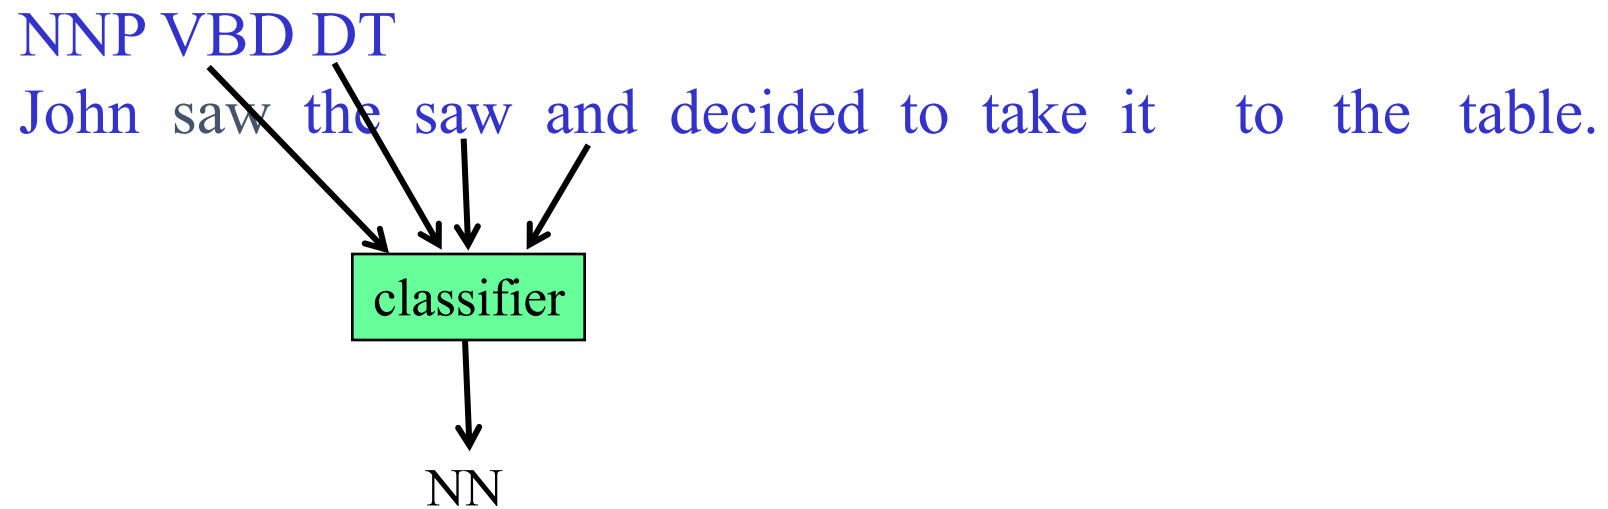 NNP VBD DT
John saw the saw and decided to take it to the table.
classifier
NN